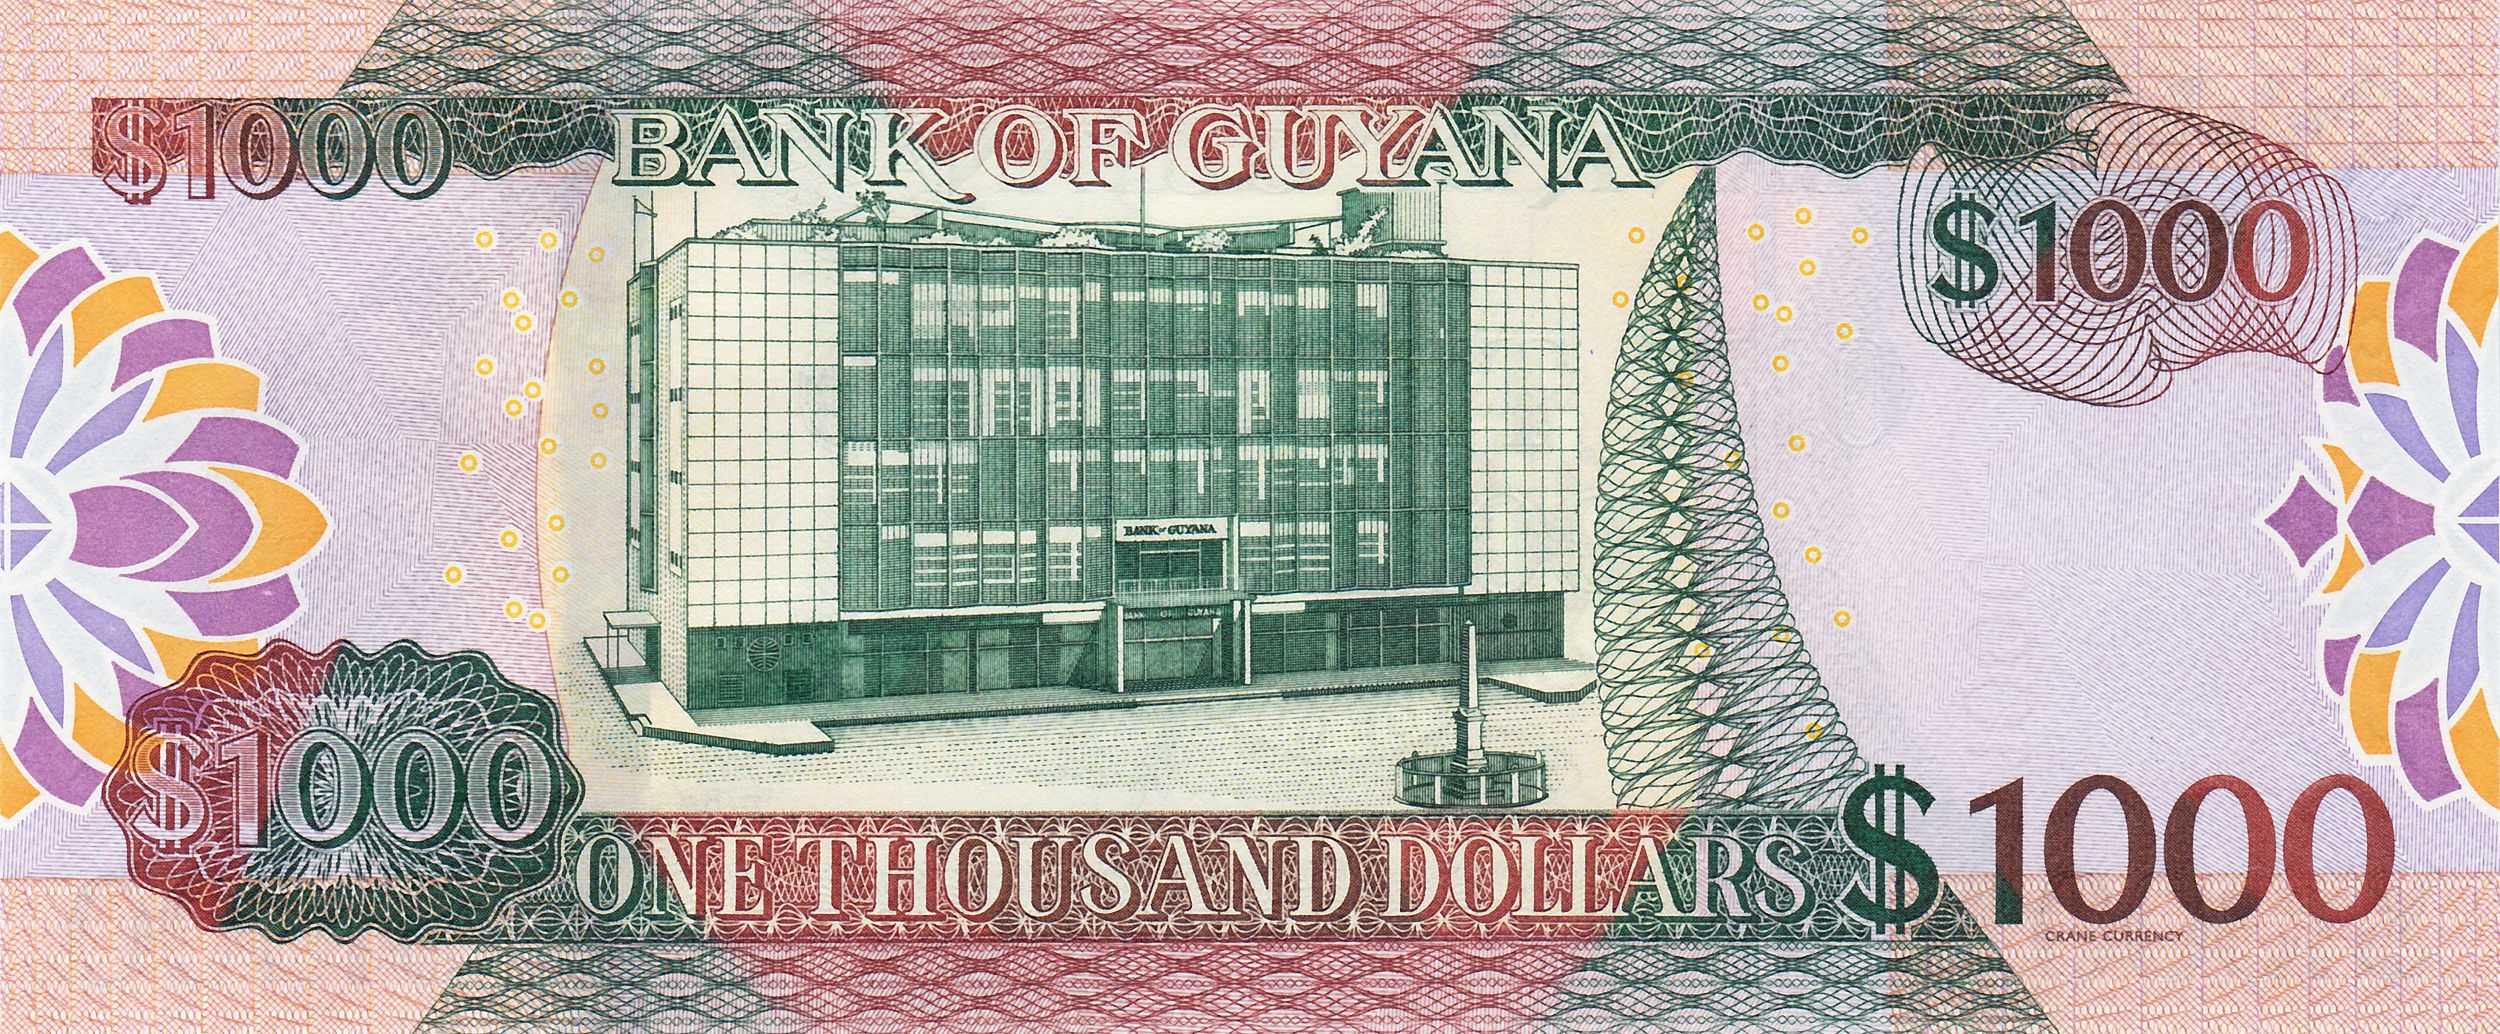 $1000
BANK OF GUYANA
$1000
BANK OF GUYANA
BANK OF GUYANA
$1000
ONE THOUSAND DOLLARS
$1000
CRANE CURRENCY